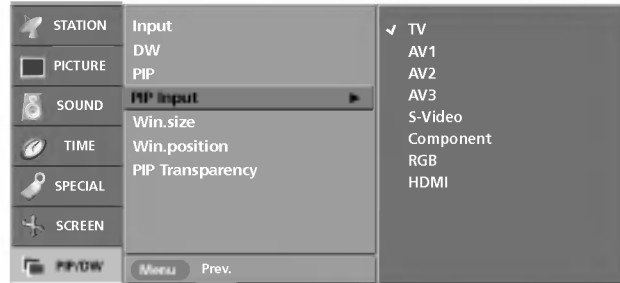 STATION
PICTURE
SOUND
TIME
SPECIAL
SCREEN
PIP/DW
Input
DW
PIP
PIP Input
Win.size
Win.position
PIP Transparency
Menu Prev.
TV
AV1
AV2
AV3
S-Video
Component
RGB
HDMI